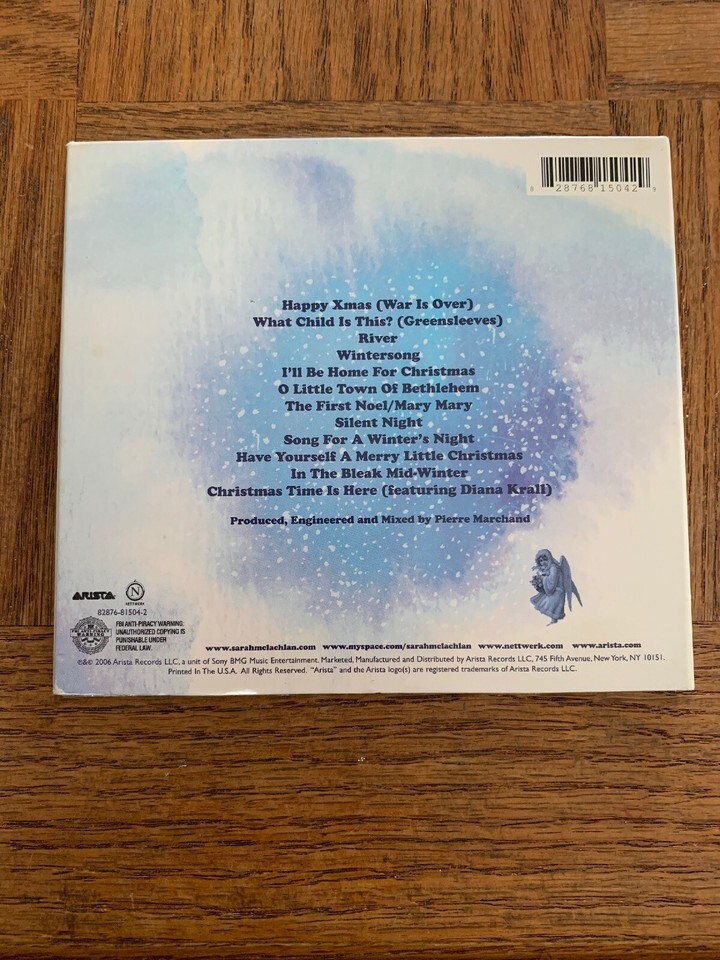 8 28768 15042 9
Happy Xmas (War Is Over)
What Child Is This? (Greensleeves)
River
Wintersong
I'll Be Home For Christmas
O Little Town Of Bethlehem
The First Noel/Mary Mary
Silent Night
Song For A Winter's Night
Have Yourself A Merry Little Christmas
In The Bleak Mid-Winter
Christmas Time Is Here (featuring Diana Krall)
Produced, Engineered and Mixed by Pierre Marchand
ARISTA
N
NETTWERK
82876-81504-2
FBI ANTI-PIRACY WARNING:
UNAUTHORIZED COPYING IS
PUNISHABLE UNDER
FEDERAL LAW.
FBI ANTI-PIRACY
WARNING
www.sarahmclachlan.com www.myspace.com/sarahmclachlan www.nettwerk.com www.arista.com
℗&© 2006 Arista Records LLC, a unit of Sony BMG Music Entertainment. Marketed, Manufactured and Distributed by Arista Records LLC, 745 Fifth Avenue, New York, NY 10151.
Printed In The U.S.A. All Rights Reserved. "Arista" and the Arista logo(s) are registered trademarks of Arista Records LLC.